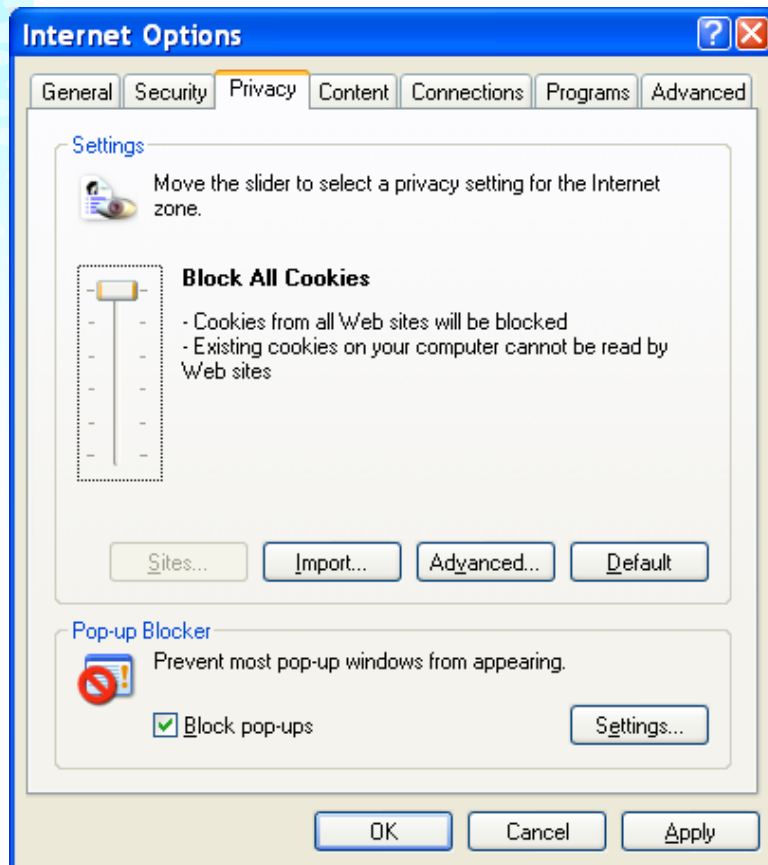 Internet Options
General Security Privacy Content Connections Programs Advanced
Settings
Move the slider to select a privacy setting for the Internet
zone.
Block All Cookies
- Cookies from all Web sites will be blocked
- Existing cookies on your computer cannot be read by
Web sites
Sites... Import... Advanced... Default
Pop-up Blocker
Prevent most pop-up windows from appearing.
Block pop-ups Settings...
OK Cancel Apply